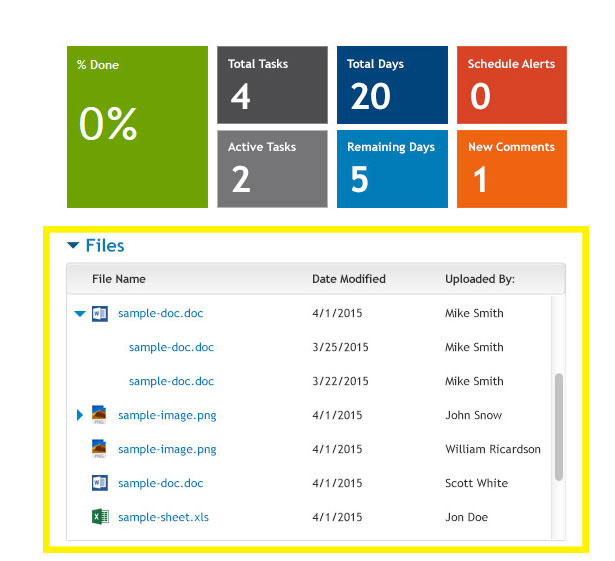 % Done
0%
Total Tasks
4
Total Days
20
Schedule Alerts
0
Active Tasks
2
Remaining Days
5
New Comments
1
Files
File Name Date Modified Uploaded By:
sample-doc.doc 4/1/2015 Mike Smith
sample-doc.doc 3/25/2015 Mike Smith
sample-doc.doc 3/22/2015 Mike Smith
sample-image.png 4/1/2015 John Snow
sample-image.png 4/1/2015 William Ricardson
sample-doc.doc 4/1/2015 Scott White
sample-sheet.xls 4/1/2015 Jon Doe